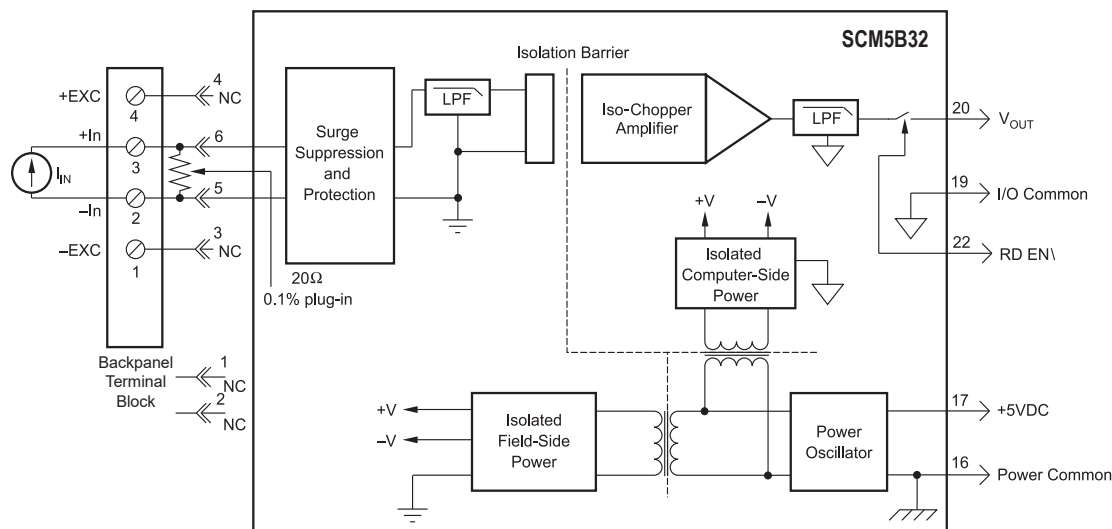 SCM5B32
Isolation Barrier
+EXC
4
4
NC
+In
3
6
I_IN
–In
2
5
–EXC
1
3
NC
Surge
Suppression
and
Protection
LPF
Iso-Chopper
Amplifier
LPF
20
V_OUT
19
I/O Common
22
RD EN\
20Ω
0.1% plug-in
+V
–V
Isolated
Computer-Side
Power
Backpanel
Terminal
Block
1
NC
2
NC
+V
–V
Isolated
Field-Side
Power
Power
Oscillator
17
+5VDC
16
Power Common